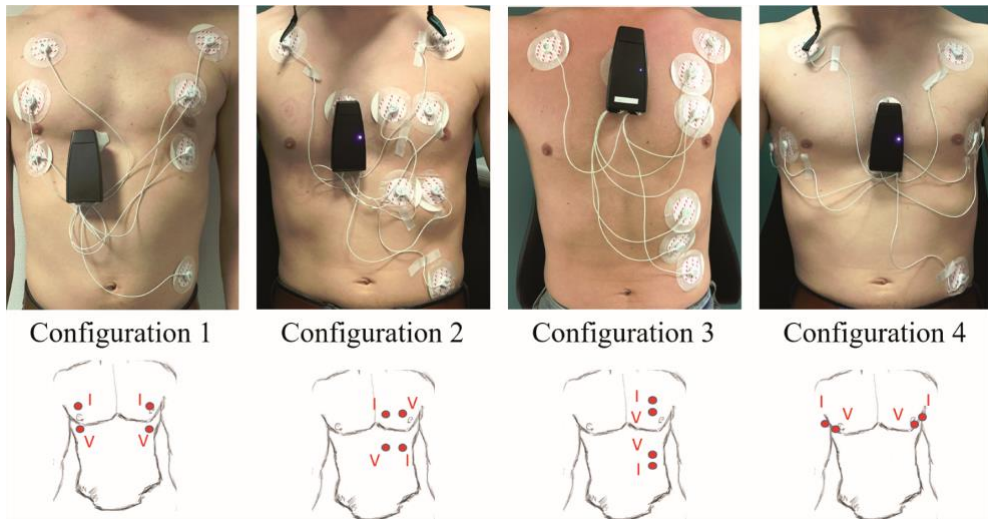 Configuration 1
Configuration 2
Configuration 3
Configuration 4
I I
V V
I V
V I
I
V
V
I
I V V I